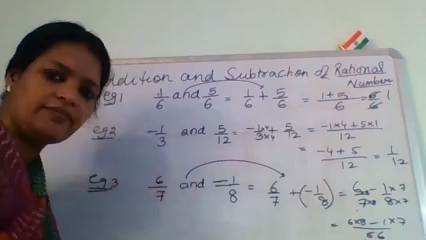 ddition and Subtraction of Rational
Number
eg1 1/6 and 5/6 = 1/6 + 5/6 = 1+5/6 = 6/6 1
eg2 -1/3 and 5/12 = -1×4/3×4 + 5/12 = -1×4+5×1/12
= -4+5/12 = 1/12
eg3 6/7 and -1/8 = 6/7 + (-1/8) = 6×8/7×8 - 1×7/8×7
= 6×8-1×7/56